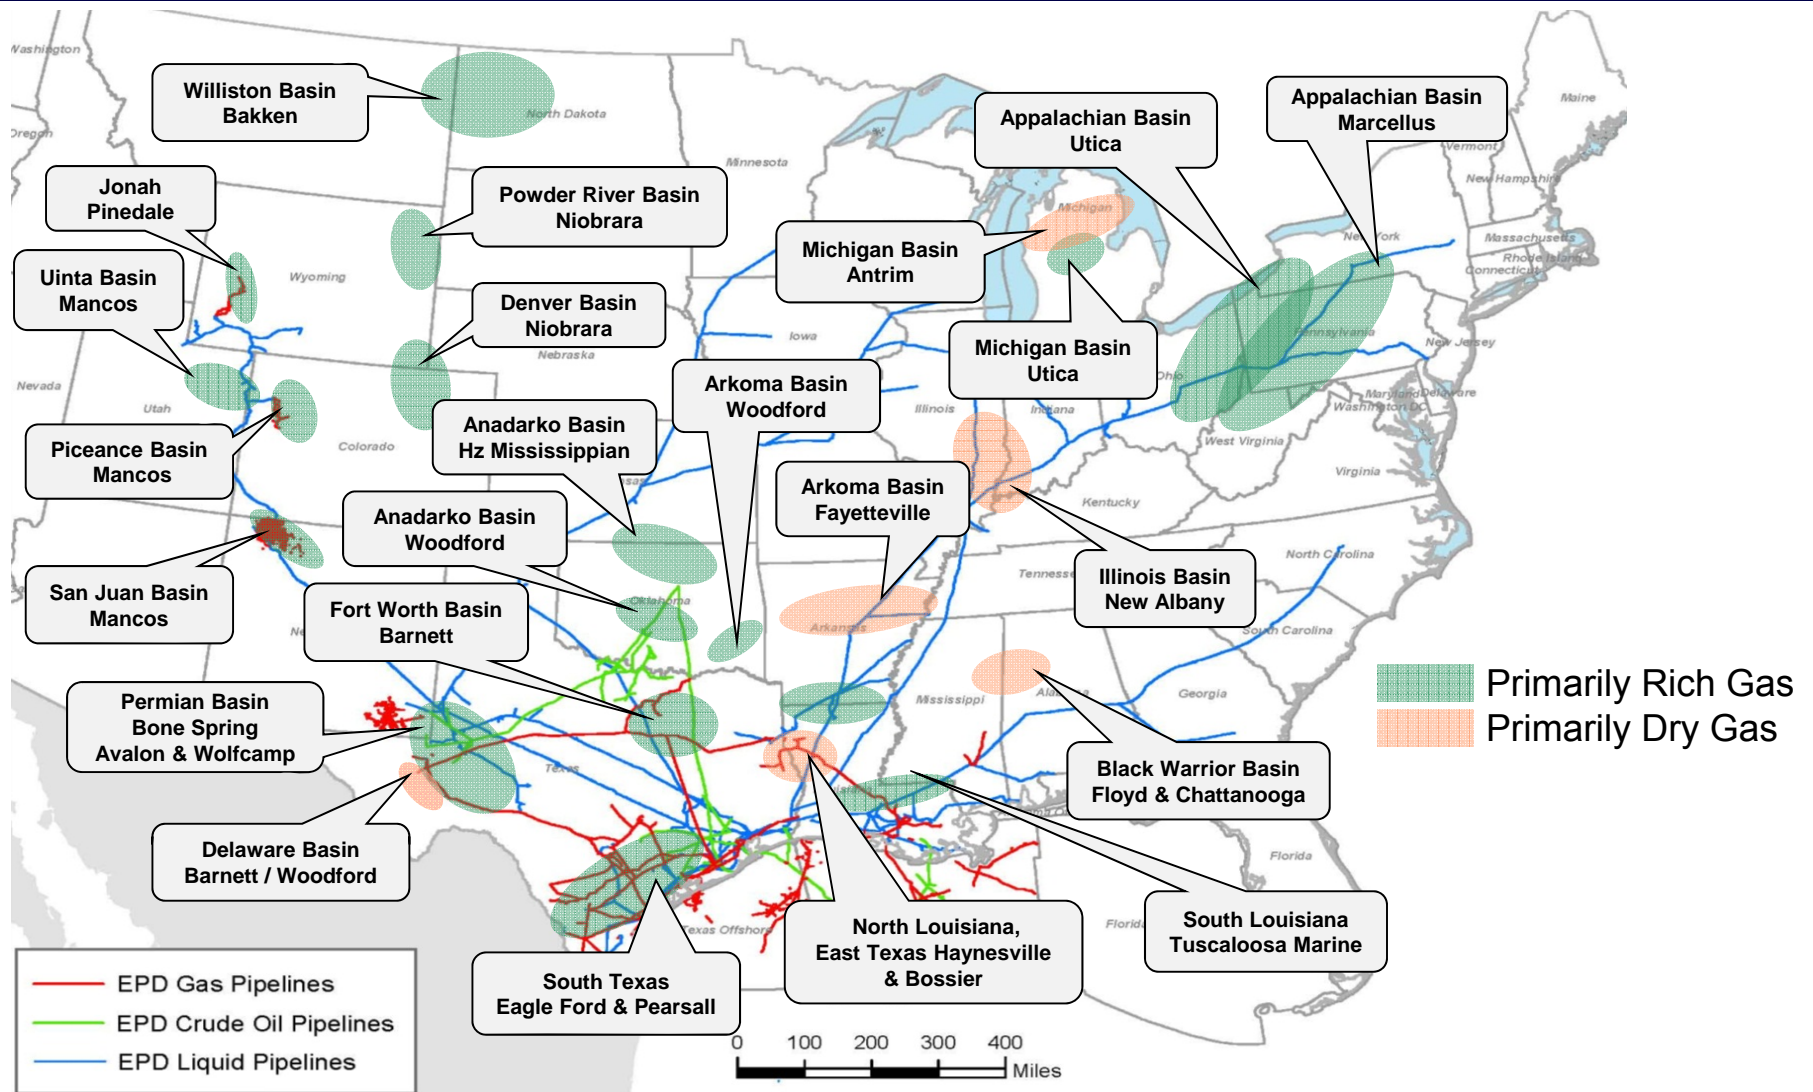 Washington
Oregon
Nevada
Utah
Wyoming
Colorado
North Dakota
Nebraska
Minnesota
Iowa
Illinois
Indiana
Michigan
Ohio
Kentucky
West Virginia
Virginia
Pennsylvania
New York
Vermont
New Hampshire
Maine
Massachusetts
Rhode Island
Connecticut
New Jersey
Maryland
Delaware
Washington DC
North Carolina
South Carolina
Georgia
Mississippi
Arkansas
Oklahoma
Texas
Florida
Texas Offshore
Williston Basin
Bakken
Jonah
Pinedale
Powder River Basin
Niobrara
Uinta Basin
Mancos
Denver Basin
Niobrara
Piceance Basin
Mancos
San Juan Basin
Mancos
Anadarko Basin
Hz Mississippian
Anadarko Basin
Woodford
Arkoma Basin
Woodford
Arkoma Basin
Fayetteville
Fort Worth Basin
Barnett
Permian Basin
Bone Spring
Avalon & Wolfcamp
Delaware Basin
Barnett / Woodford
South Texas
Eagle Ford & Pearsall
North Louisiana,
East Texas Haynesville
& Bossier
South Louisiana
Tuscaloosa Marine
Black Warrior Basin
Floyd & Chattanooga
Illinois Basin
New Albany
Michigan Basin
Antrim
Michigan Basin
Utica
Appalachian Basin
Utica
Appalachian Basin
Marcellus
Primarily Rich Gas
Primarily Dry Gas
EPD Gas Pipelines
EPD Crude Oil Pipelines
EPD Liquid Pipelines
0 100 200 300 400
Miles